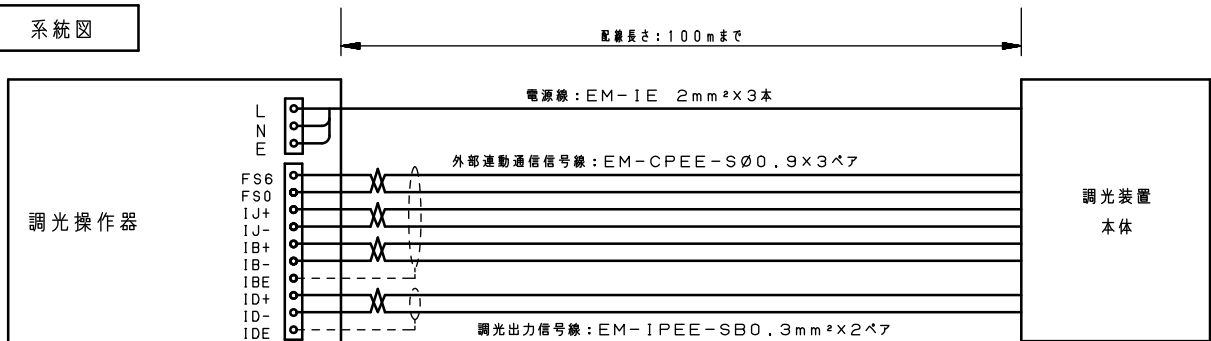 系統図
配線長さ:100mまで
電源線:EM-IE 2mm²×3本
L
N
E
外部連動通信信号線:EM-CPEE-SØ0.9×3ペア
FS6
FS0
IJ+
IJ-
IB+
IB-
IBE
ID+
ID-
IDE
調光操作器
調光装置
本体
調光出力信号線:EM-IPEE-SB0.3mm²×2ペア